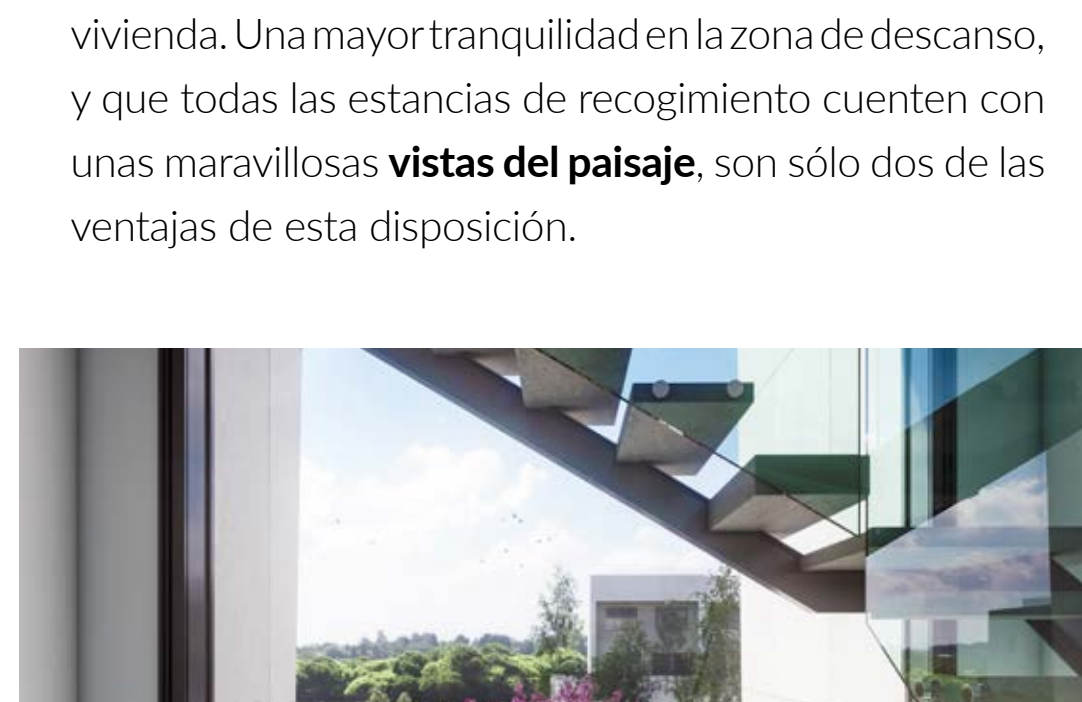 vivienda. Una mayor tranquilidad en la zona de descanso,
y que todas las estancias de recogimiento cuenten con
unas maravillosas vistas del paisaje, son sólo dos de las
ventajas de esta disposición.